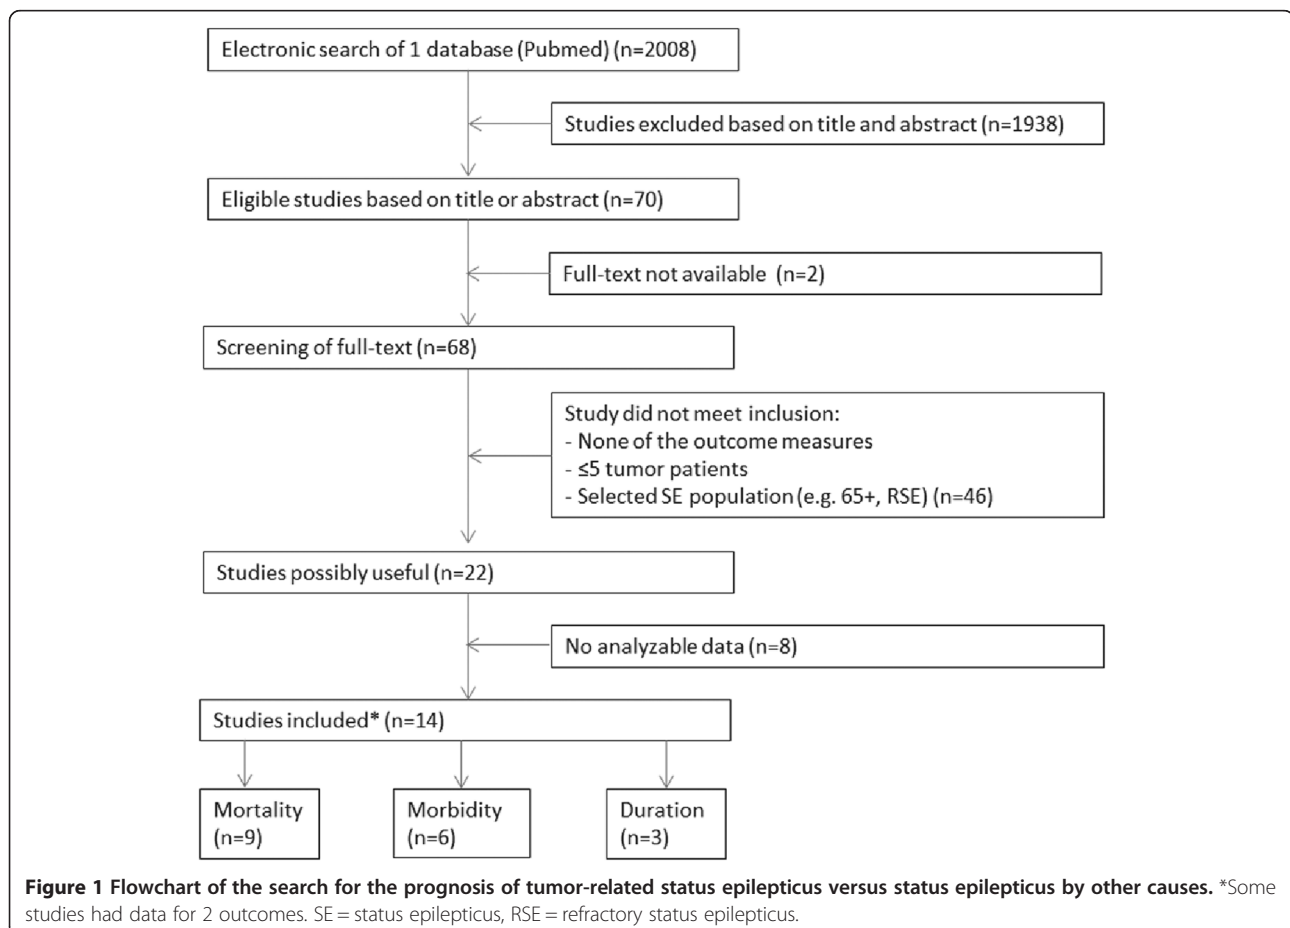 Electronic search of 1 database (Pubmed) (n=2008)
Studies excluded based on title and abstract (n=1938)
Eligible studies based on title or abstract (n=70)
Full-text not available (n=2)
Screening of full-text (n=68)
Study did not meet inclusion:
- None of the outcome measures
- ≤5 tumor patients
- Selected SE population (e.g. 65+, RSE) (n=46)
Studies possibly useful (n=22)
No analyzable data (n=8)
Studies included* (n=14)
Mortality
(n=9)
Morbidity
(n=6)
Duration
(n=3)
Figure 1 Flowchart of the search for the prognosis of tumor-related status epilepticus versus status epilepticus by other causes. *Some
studies had data for 2 outcomes. SE = status epilepticus, RSE = refractory status epilepticus.